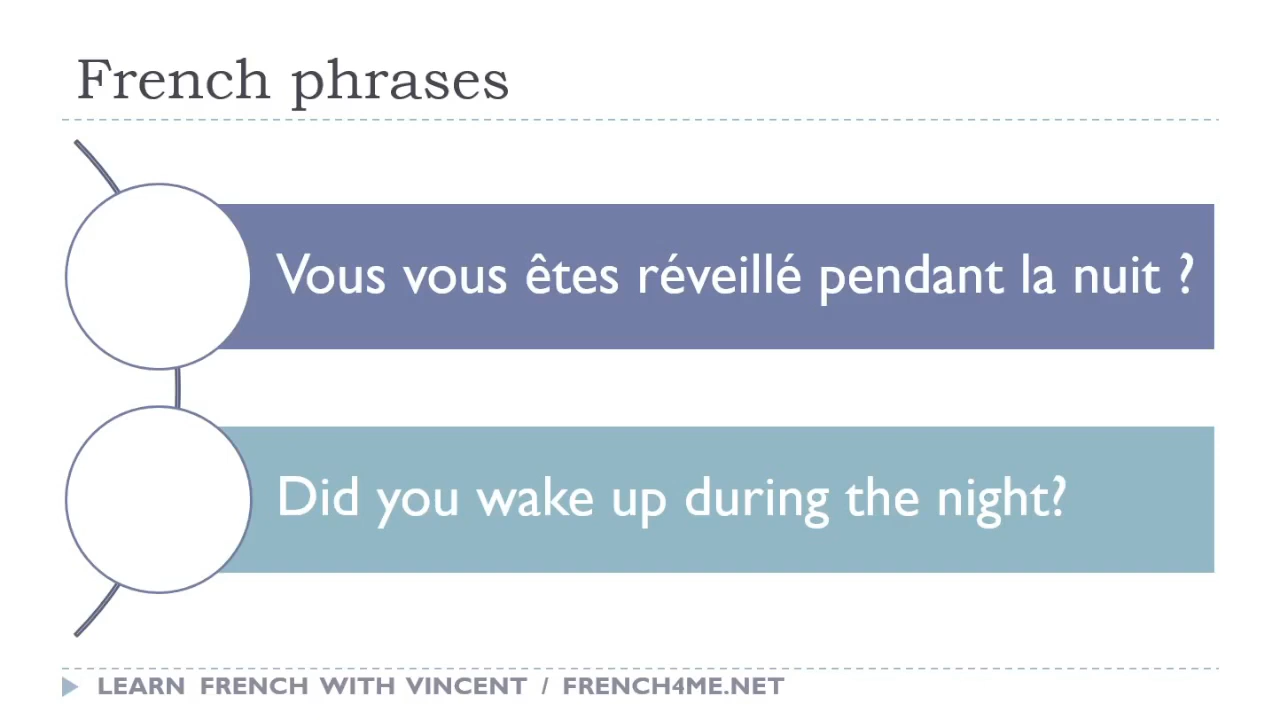 French phrases
Vous vous êtes réveillé pendant la nuit ?
Did you wake up during the night?
LEARN FRENCH WITH VINCENT / FRENCH4ME.NET